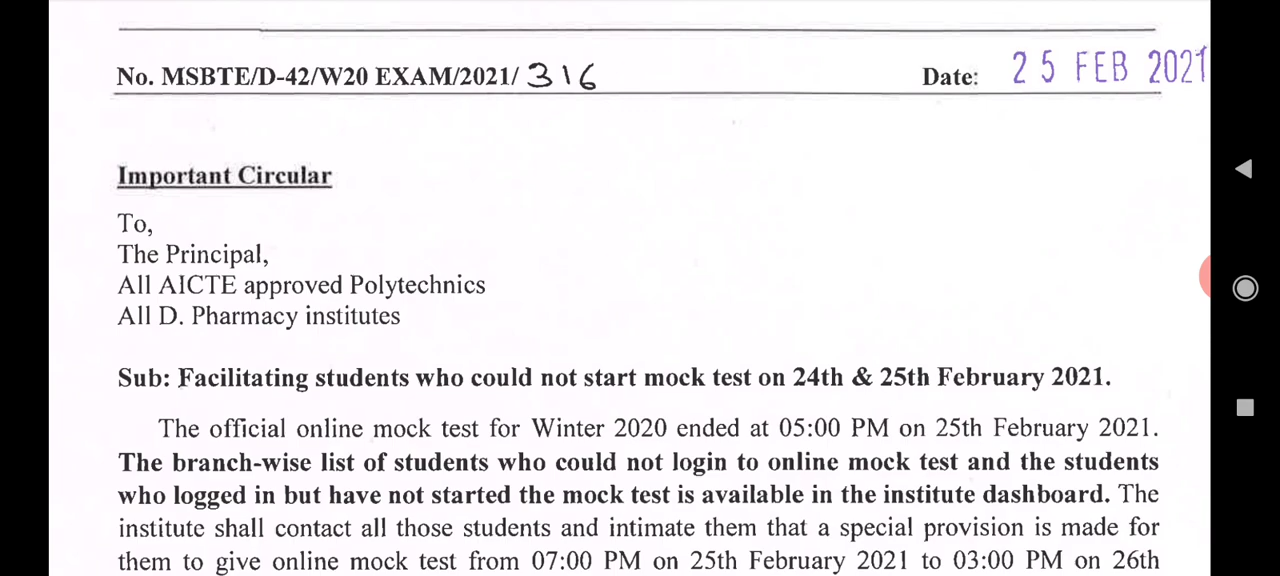 No. MSBTE/D-42/W20 EXAM/2021/ 316 Date: 25 FEB 2021
Important Circular
To,
The Principal,
All AICTE approved Polytechnics
All D. Pharmacy institutes
Sub: Facilitating students who could not start mock test on 24th & 25th February 2021.
The official online mock test for Winter 2020 ended at 05:00 PM on 25th February 2021.
The branch-wise list of students who could not login to online mock test and the students
who logged in but have not started the mock test is available in the institute dashboard. The
institute shall contact all those students and intimate them that a special provision is made for
them to give online mock test from 07:00 PM on 25th February 2021 to 03:00 PM on 26th